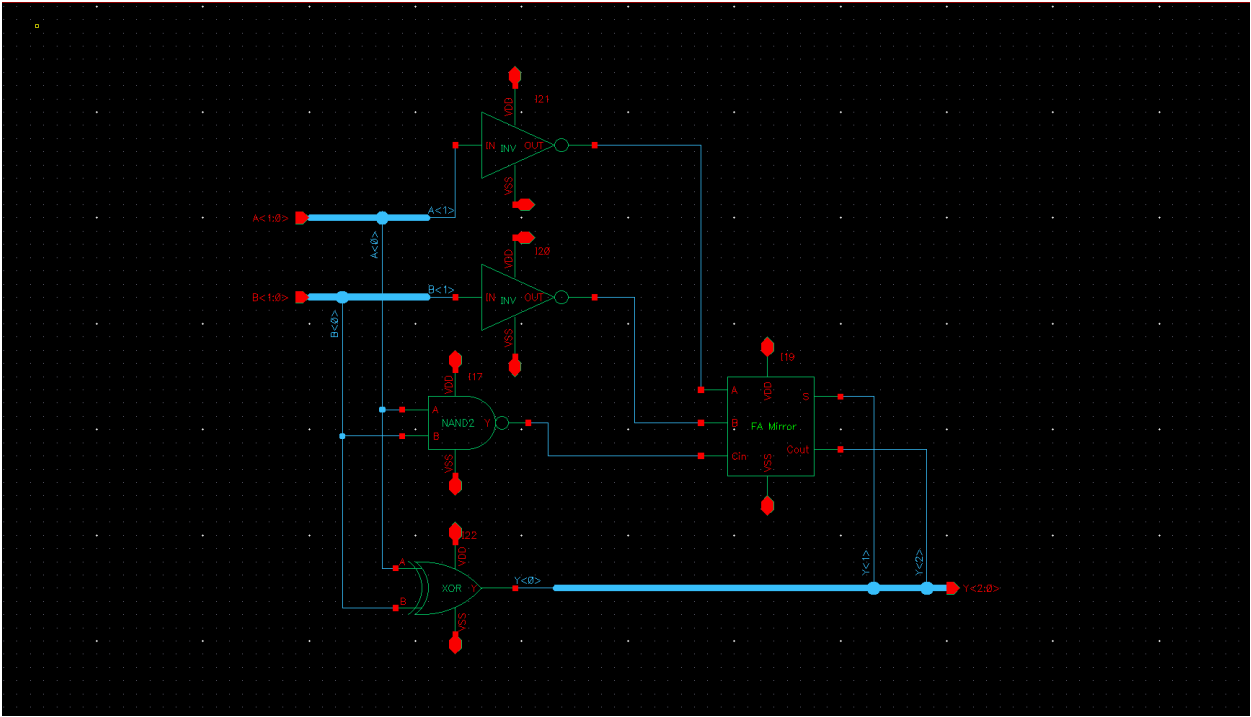 I21
VDD
IN INV OUT
VSS
A<1:0>
A<1>
A<0>
I20
VDD
B<1:0>
B<1>
IN INV OUT
B<0>
VSS
I17
VDD
A
NAND2 Y
B
VSS
I19
VDD
A
S
B
FA Mirror
Cout
Cin
VSS
I22
VDD
A
XOR Y
B
VSS
Y<0>
Y<1>
Y<2>
Y<2:0>